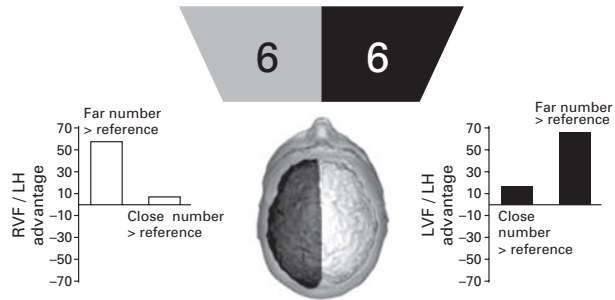 6 6
Far number
> reference
RVF / LH
advantage
70
50
30
10
–10
–30
–50
–70
Close number
> reference
Far number
> reference
LVF / LH
advantage
70
50
30
10
–10
–30
–50
–70
Close
number
> reference